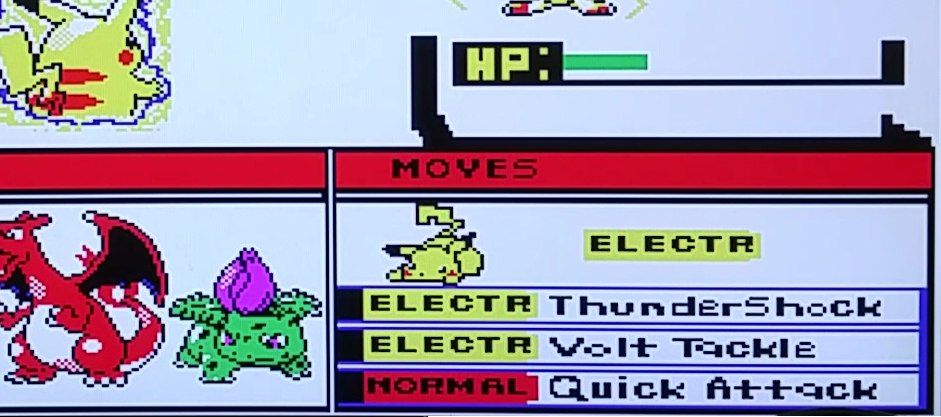 HP:
MOVES
ELECTR
ELECTR ThunderShock
ELECTR Volt Tackle
NORMAL Quick Attack